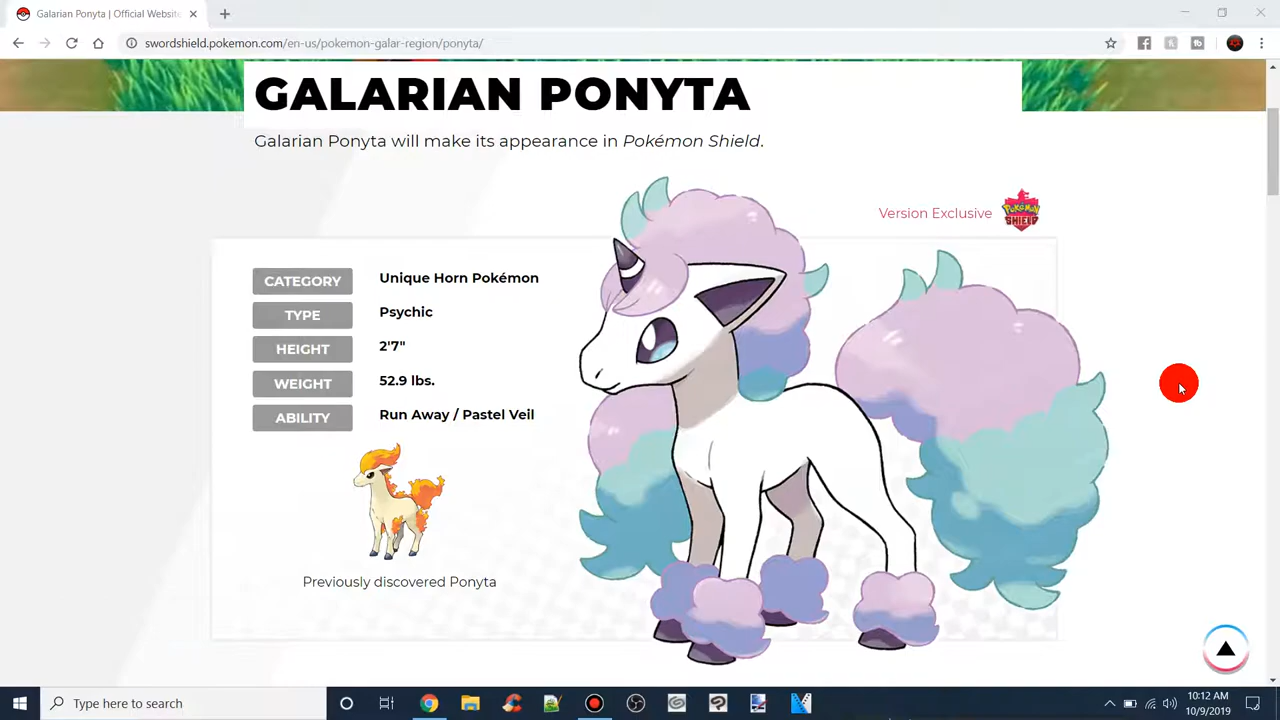 Galarian Ponyta | Official Website
swordshield.pokemon.com/en-us/pokemon-galar-region/ponyta/
GALARIAN PONYTA
Galarian Ponyta will make its appearance in Pokémon Shield.
Version Exclusive POKÉMON SHIELD
CATEGORY Unique Horn Pokémon
TYPE Psychic
HEIGHT 2'7"
WEIGHT 52.9 lbs.
ABILITY Run Away / Pastel Veil
Previously discovered Ponyta
Type here to search
10:12 AM
10/9/2019